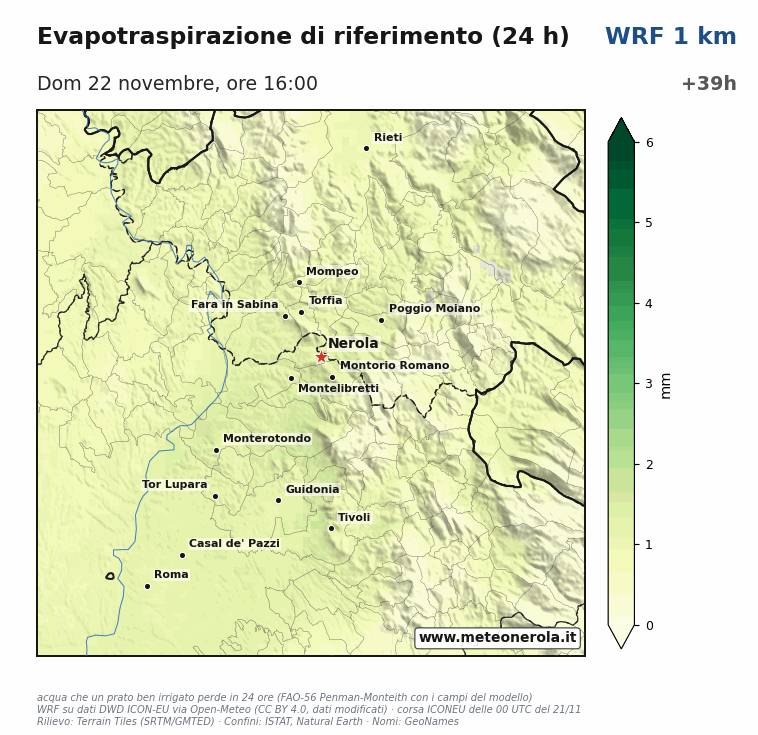 Evapotraspirazione di riferimento (24 h) WRF 1 km
Dom 22 novembre, ore 16:00 +39h
Rieti
Mompeo
Fara in Sabina
Toffia
Poggio Moiano
Nerola
Montorio Romano
Montelibretti
Monterotondo
Tor Lupara
Guidonia
Tivoli
Casal de' Pazzi
Roma
www.meteonerola.it
6
5
4
3
2
1
0
mm
acqua che un prato ben irrigato perde in 24 ore (FAO-56 Penman-Monteith con i campi del modello)
WRF su dati DWD ICON-EU via Open-Meteo (CC BY 4.0, dati modificati) · corsa ICONEU delle 00 UTC del 21/11
Rilievo: Terrain Tiles (SRTM/GMTED) · Confini: ISTAT, Natural Earth · Nomi: GeoNames